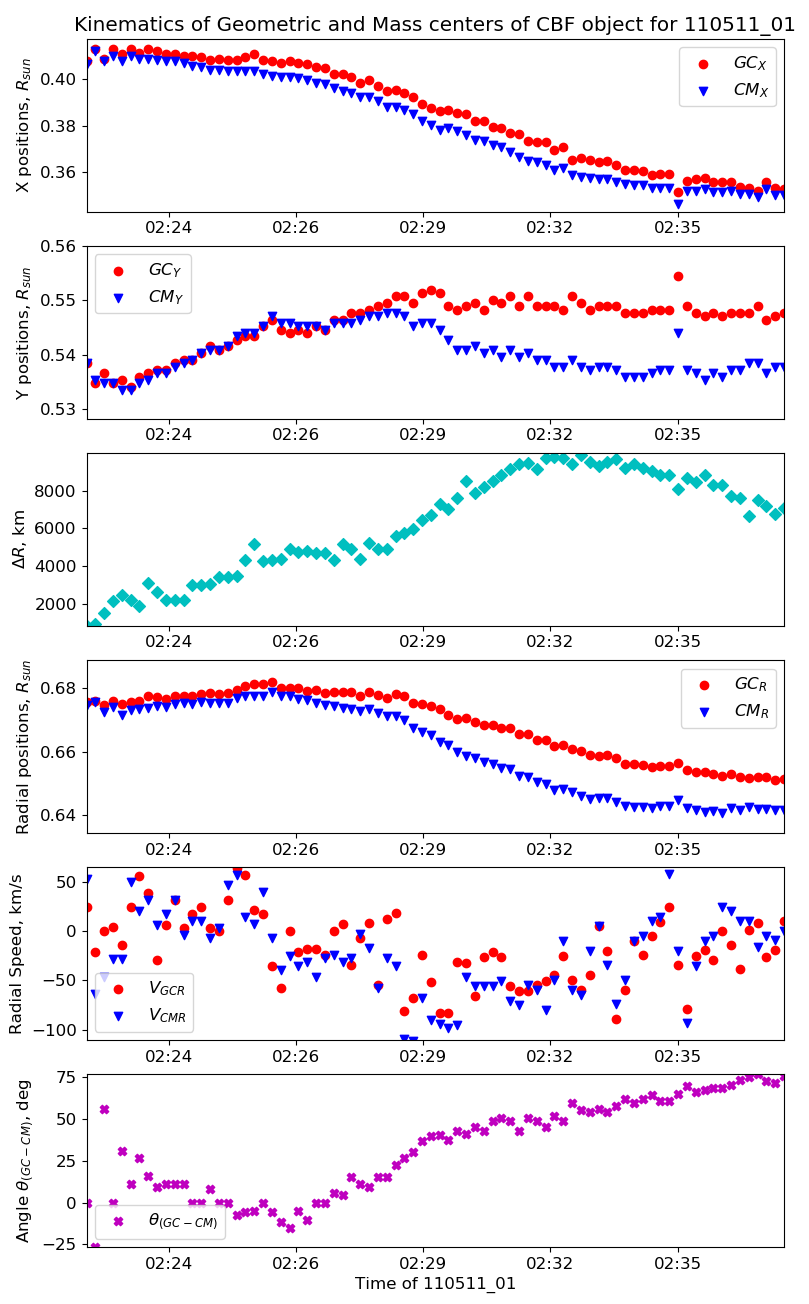 Kinematics of Geometric and Mass centers of CBF object for 110511_01
X positions, R_sun
0.40
0.38
0.36
GC_X
CM_X
02:24 02:26 02:29 02:32 02:35
Y positions, R_sun
0.56
0.55
0.54
0.53
GC_Y
CM_Y
02:24 02:26 02:29 02:32 02:35
ΔR, km
8000
6000
4000
2000
02:24 02:26 02:29 02:32 02:35
Radial positions, R_sun
0.68
0.66
0.64
GC_R
CM_R
02:24 02:26 02:29 02:32 02:35
Radial Speed, km/s
50
0
−50
−100
V_GCR
V_CMR
02:24 02:26 02:29 02:32 02:35
Angle θ_(GC−CM), deg
75
50
25
0
−25
θ_(GC−CM)
02:24 02:26 02:29 02:32 02:35
Time of 110511_01